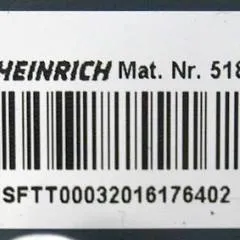 HEINRICH Mat. Nr. 518
SFTT00032016176402